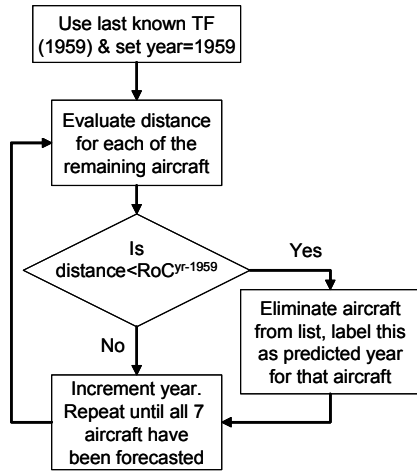 Use last known TF
(1959) & set year=1959
Evaluate distance
for each of the
remaining aircraft
Is
distance<RoC^yr-1959
Yes
Eliminate aircraft
from list, label this
as predicted year
for that aircraft
No
Increment year.
Repeat until all 7
aircraft have
been forecasted